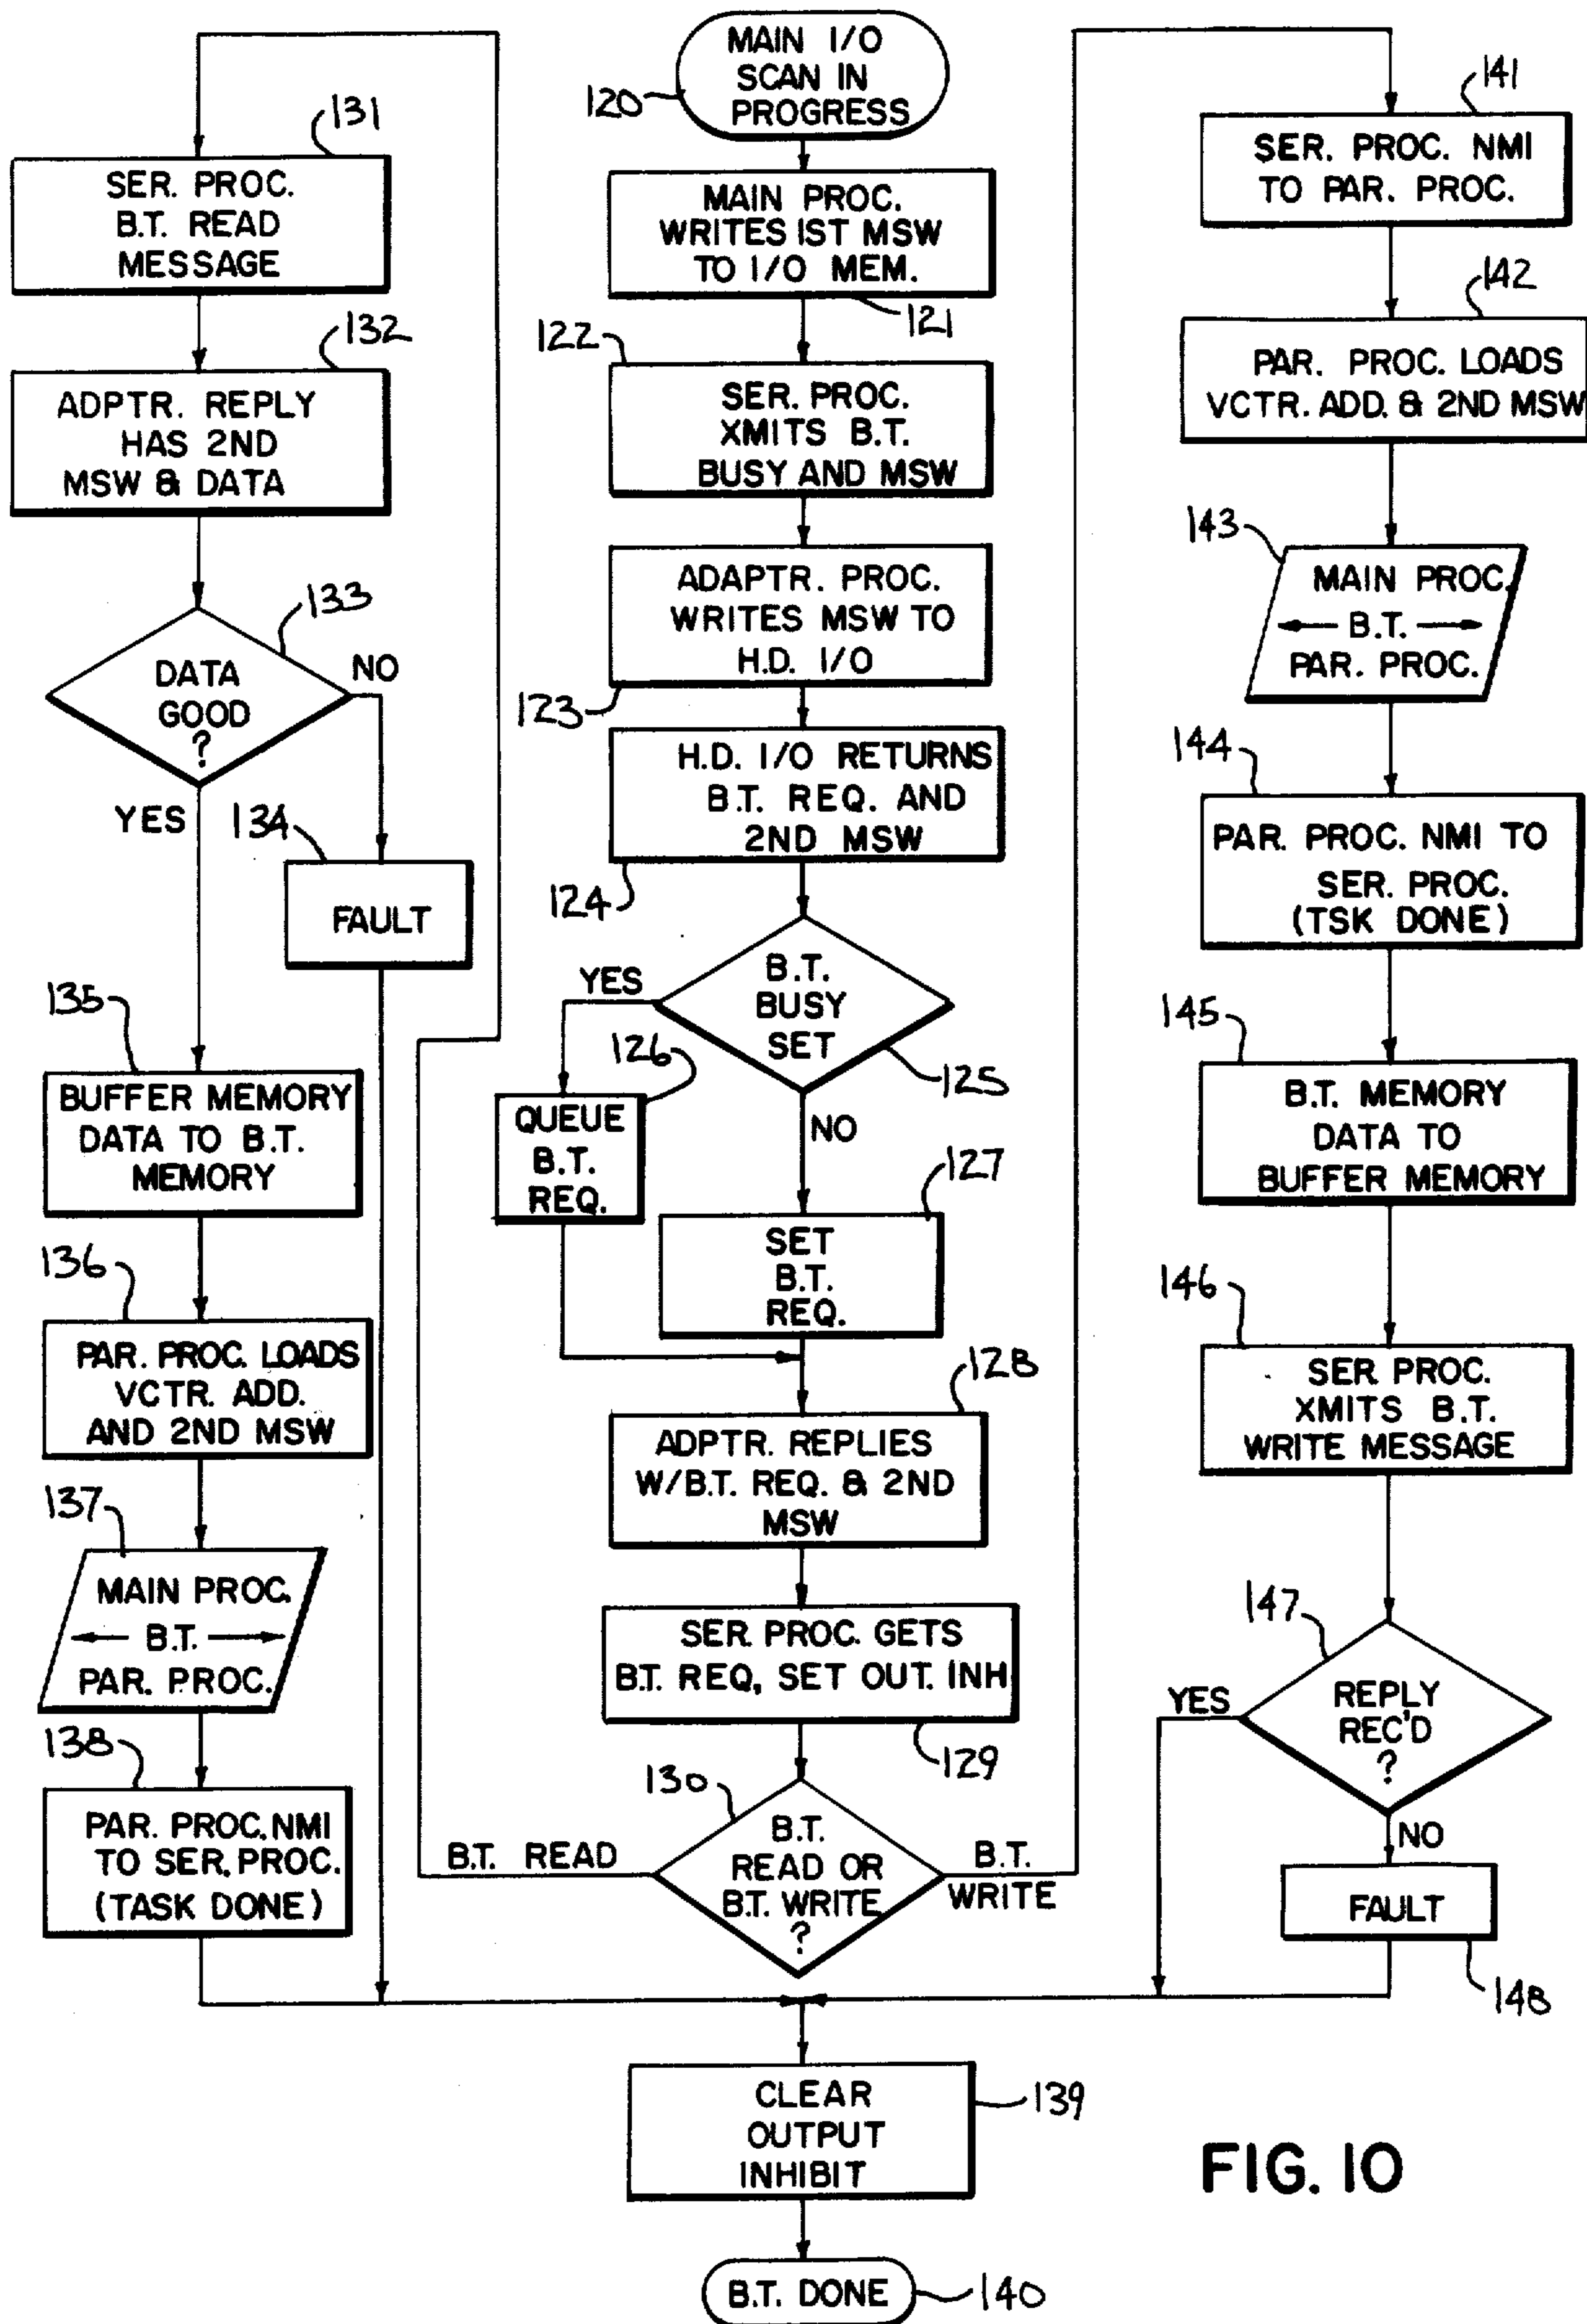 MAIN I/O
SCAN IN
PROGRESS
120
MAIN PROC.
WRITES 1ST MSW
TO I/O MEM.
121
122
SER. PROC.
XMITS B.T.
BUSY AND MSW
ADAPTR. PROC.
WRITES MSW TO
H.D. I/O
123
H.D. I/O RETURNS
B.T. REQ. AND
2ND MSW
124
B.T.
BUSY
SET
125
YES
NO
126
QUEUE
B.T.
REQ.
127
SET
B.T.
REQ.
128
ADPTR. REPLIES
W/B.T. REQ. & 2ND
MSW
SER. PROC. GETS
B.T. REQ, SET OUT. INH
129
130
B.T.
READ OR
B.T. WRITE
?
B.T. READ
B.T.
WRITE
131
SER. PROC.
B.T. READ
MESSAGE
132
ADPTR. REPLY
HAS 2ND
MSW & DATA
133
DATA
GOOD
?
NO
YES
134
FAULT
135
BUFFER MEMORY
DATA TO B.T.
MEMORY
136
PAR. PROC. LOADS
VCTR. ADD.
AND 2ND MSW
137
MAIN PROC.
B.T.
PAR. PROC.
138
PAR. PROC. NMI
TO SER. PROC.
(TASK DONE)
141
SER. PROC. NMI
TO PAR. PROC.
142
PAR. PROC. LOADS
VCTR. ADD. & 2ND MSW
143
MAIN PROC.
B.T.
PAR. PROC.
144
PAR. PROC. NMI TO
SER. PROC.
(TSK DONE)
145
B.T. MEMORY
DATA TO
BUFFER MEMORY
146
SER. PROC.
XMITS B.T.
WRITE MESSAGE
147
REPLY
REC'D
?
YES
NO
FAULT
148
CLEAR
OUTPUT
INHIBIT
139
B.T. DONE
140
FIG. 10